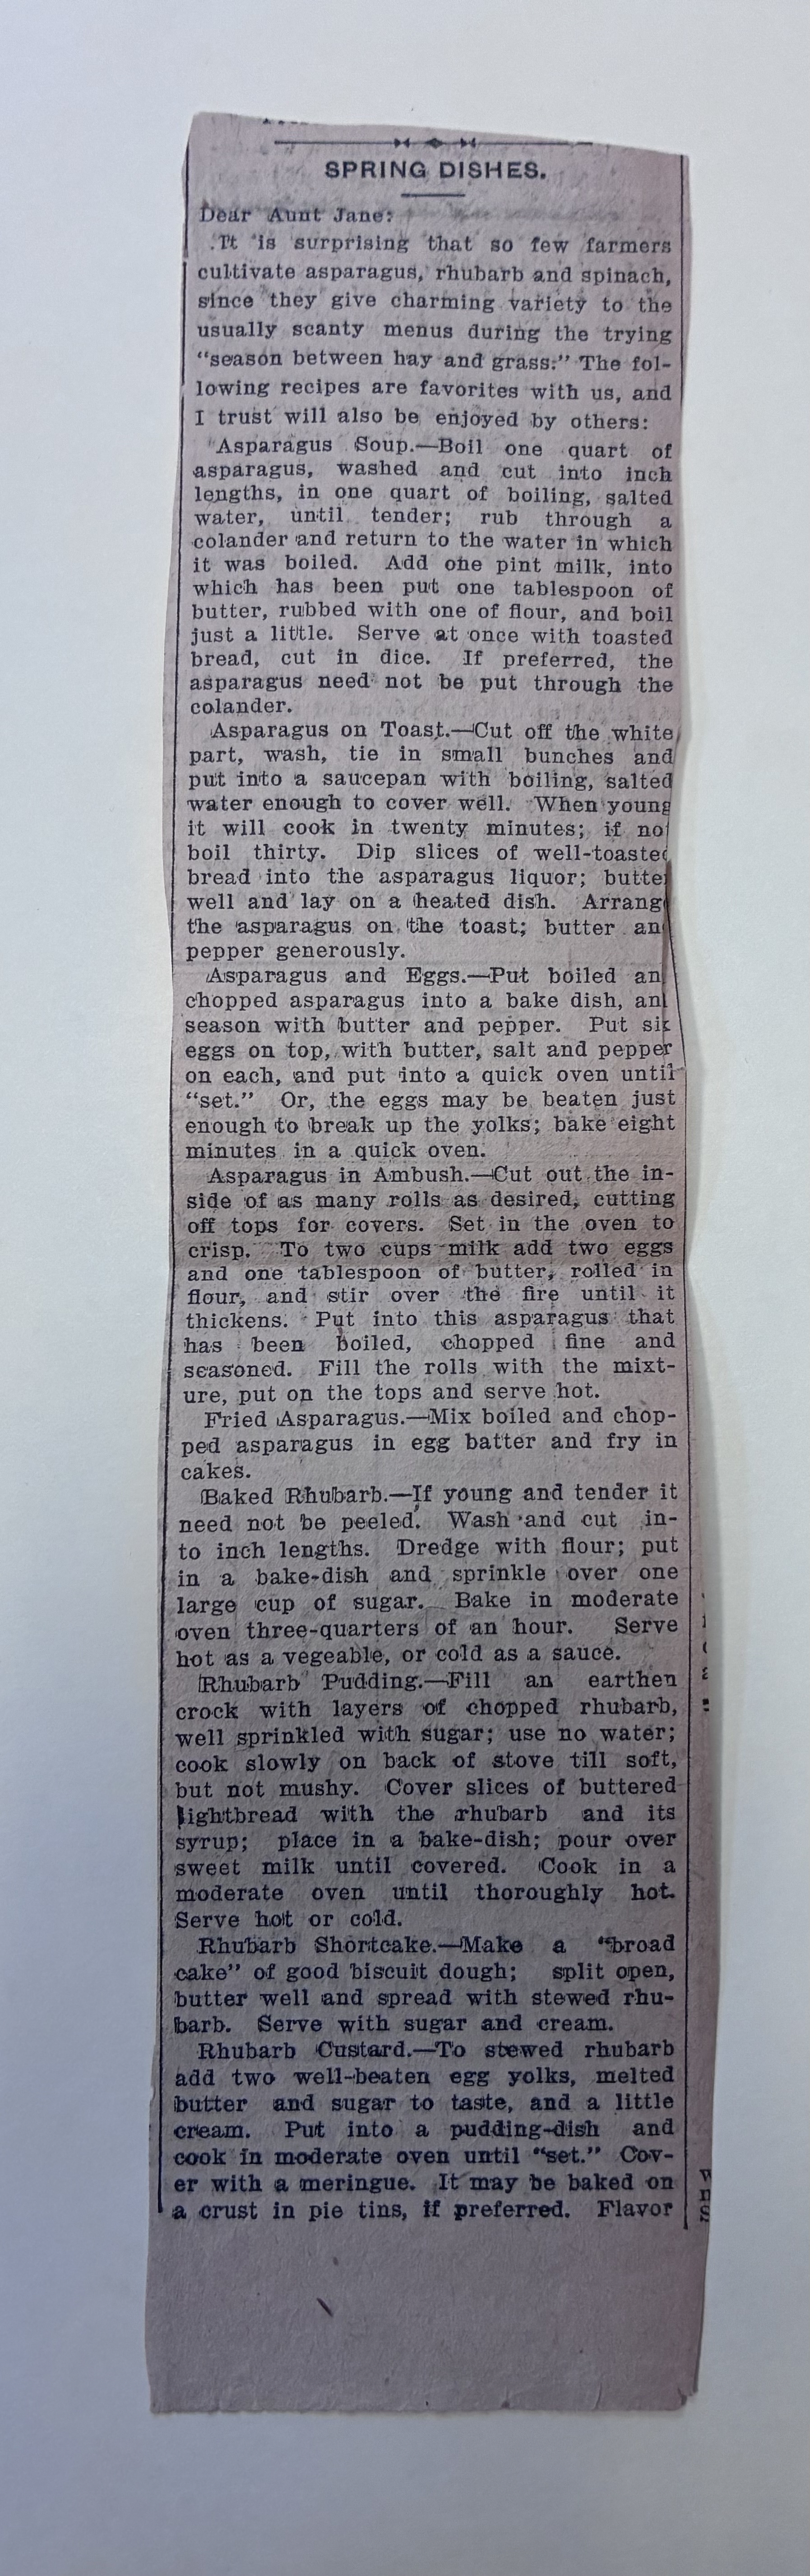 SPRING DISHES.
Dear Aunt Jane:
It is surprising that so few farmers
cultivate asparagus, rhubarb and spinach,
since they give charming variety to the
usually scanty menus during the trying
“season between hay and grass.” The fol-
lowing recipes are favorites with us, and
I trust will also be enjoyed by others:
Asparagus Soup.—Boil one quart of
asparagus, washed and cut into inch
lengths, in one quart of boiling, salted
water, until tender; rub through a
colander and return to the water in which
it was boiled. Add one pint milk, into
which has been put one tablespoon of
butter, rubbed with one of flour, and boil
just a little. Serve at once with toasted
bread, cut in dice. If preferred, the
asparagus need not be put through the
colander.
Asparagus on Toast.—Cut off the white
part, wash, tie in small bunches and
put into a saucepan with boiling, salted
water enough to cover well. When young
it will cook in twenty minutes; if no
boil thirty. Dip slices of well-toasted
bread into the asparagus liquor; butter
well and lay on a heated dish. Arrang
the asparagus on the toast; butter an
pepper generously.
Asparagus and Eggs.—Put boiled an
chopped asparagus into a bake dish, an
season with butter and pepper. Put six
eggs on top, with butter, salt and pepper
on each, and put into a quick oven until
“set.” Or, the eggs may be beaten just
enough to break up the yolks; bake eight
minutes in a quick oven.
Asparagus in Ambush.—Cut out the in-
side of as many rolls as desired, cutting
off tops for covers. Set in the oven to
crisp. To two cups milk add two eggs
and one tablespoon of butter, rolled in
flour, and stir over the fire until it
thickens. Put into this asparagus that
has been boiled, chopped fine and
seasoned. Fill the rolls with the mixt-
ure, put on the tops and serve hot.
Fried Asparagus.—Mix boiled and chop-
ped asparagus in egg batter and fry in
cakes.
Baked Rhubarb.—If young and tender it
need not be peeled. Wash and cut in-
to inch lengths. Dredge with flour; put
in a bake-dish and sprinkle over one
large cup of sugar. Bake in moderate
oven three-quarters of an hour. Serve
hot as a vegeable, or cold as a sauce.
Rhubarb Pudding.—Fill an earthen
crock with layers of chopped rhubarb,
well sprinkled with sugar; use no water;
cook slowly on back of stove till soft,
but not mushy. Cover slices of buttered
lightbread with the rhubarb and its
syrup; place in a bake-dish; pour over
sweet milk until covered. Cook in a
moderate oven until thoroughly hot.
Serve hot or cold.
Rhubarb Shortcake.—Make a “broad
cake” of good biscuit dough; split open,
butter well and spread with stewed rhu-
barb. Serve with sugar and cream.
Rhubarb Custard.—To stewed rhubarb
add two well-beaten egg yolks, melted
butter and sugar to taste, and a little
cream. Put into a pudding-dish and
cook in moderate oven until “set.” Cov-
er with a meringue. It may be baked on
a crust in pie tins, if preferred. Flavor